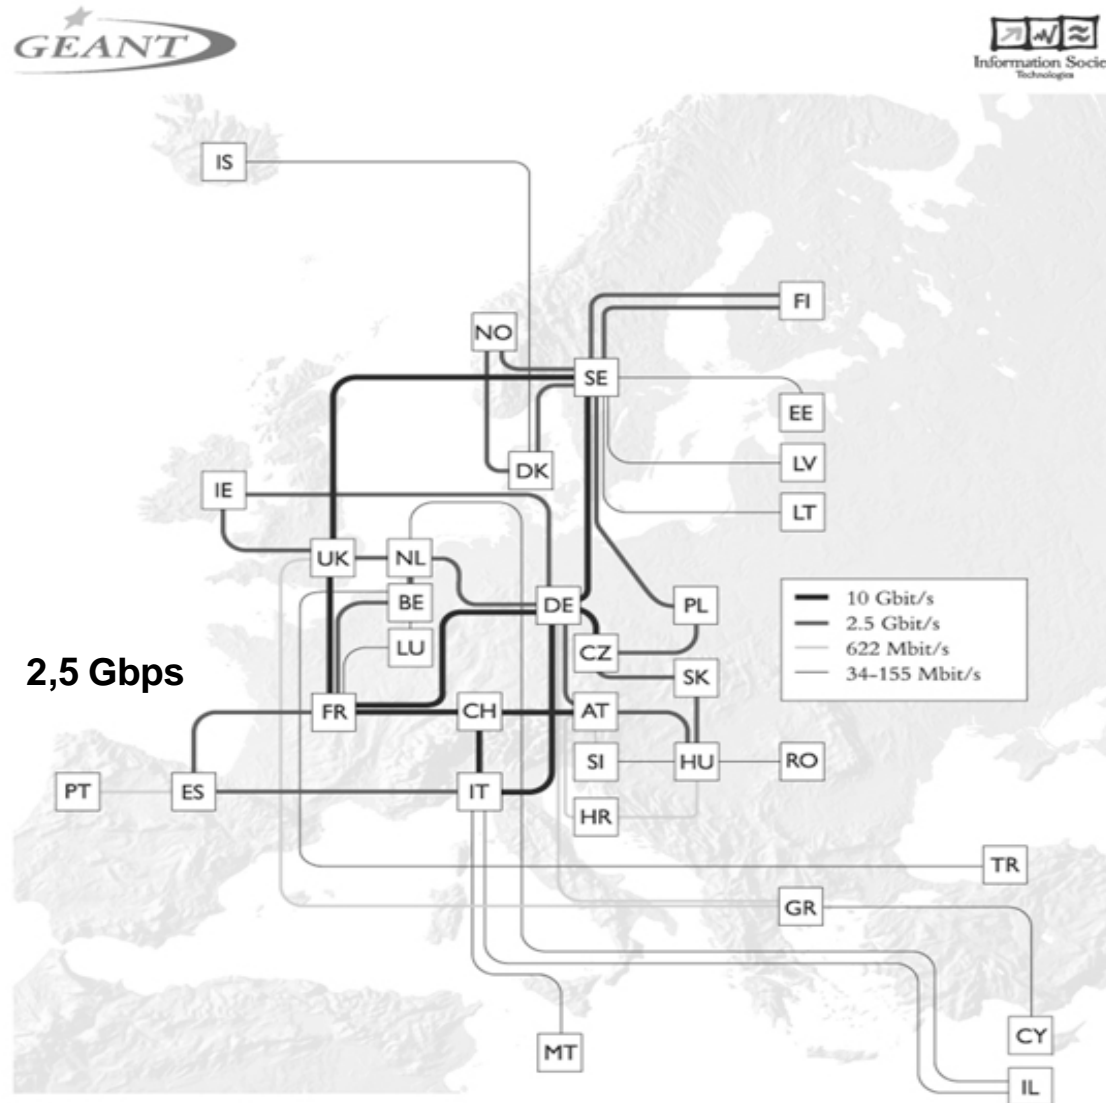 GÉANT
Information Socie
Technologies
IS
FI
NO
SE
EE
DK
LV
IE
LT
UK
NL
BE
DE
PL
10 Gbit/s
2.5 Gbit/s
622 Mbit/s
34-155 Mbit/s
LU
CZ
SK
2,5 Gbps
FR
CH
AT
SI
HU
RO
PT
ES
IT
HR
TR
GR
CY
MT
IL